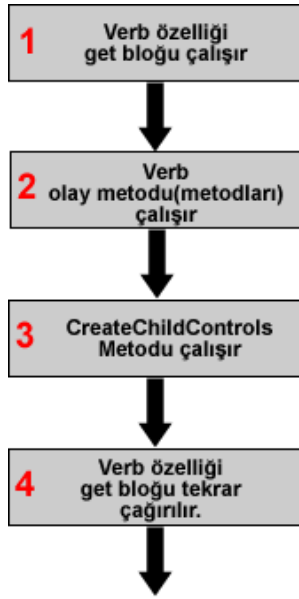 1 Verb özelliği
get bloğu çalışır
2 Verb
olay metodu(metodları)
çalışır
3 CreateChildControls
Metodu çalışır
4 Verb özelliği
get bloğu tekrar
çağırılır.